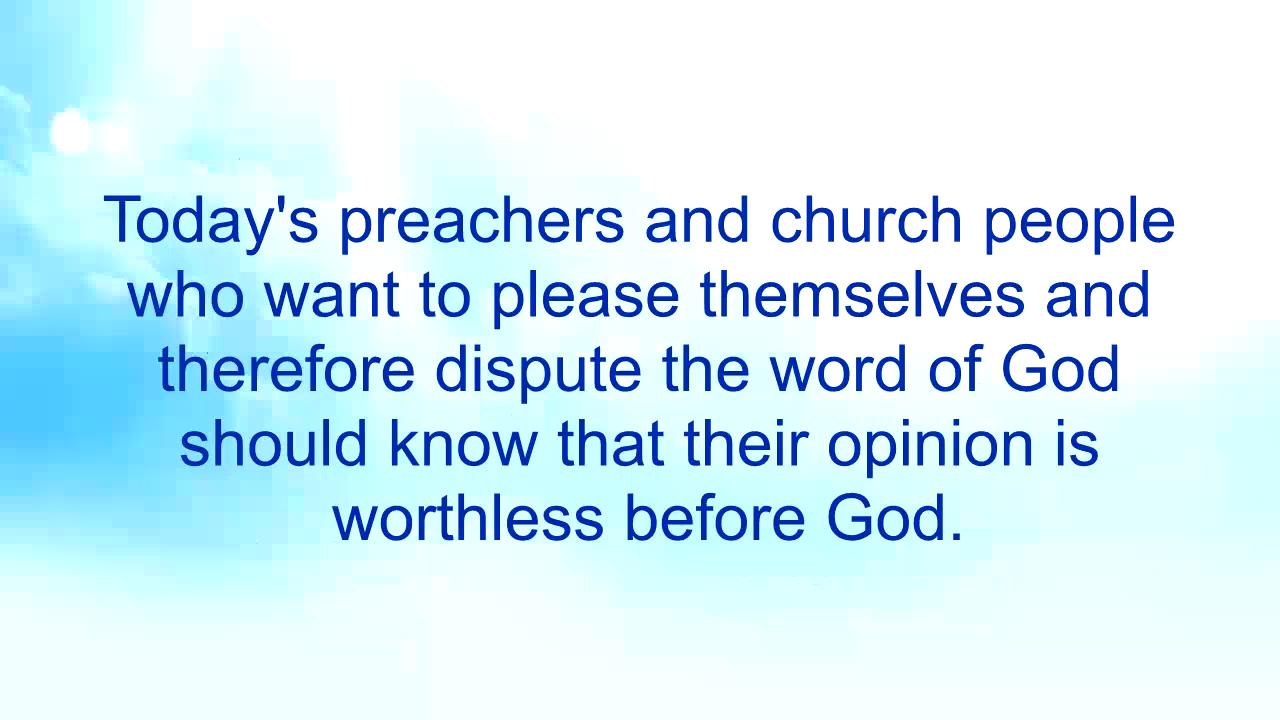 Today's preachers and church people
who want to please themselves and
therefore dispute the word of God
should know that their opinion is
worthless before God.